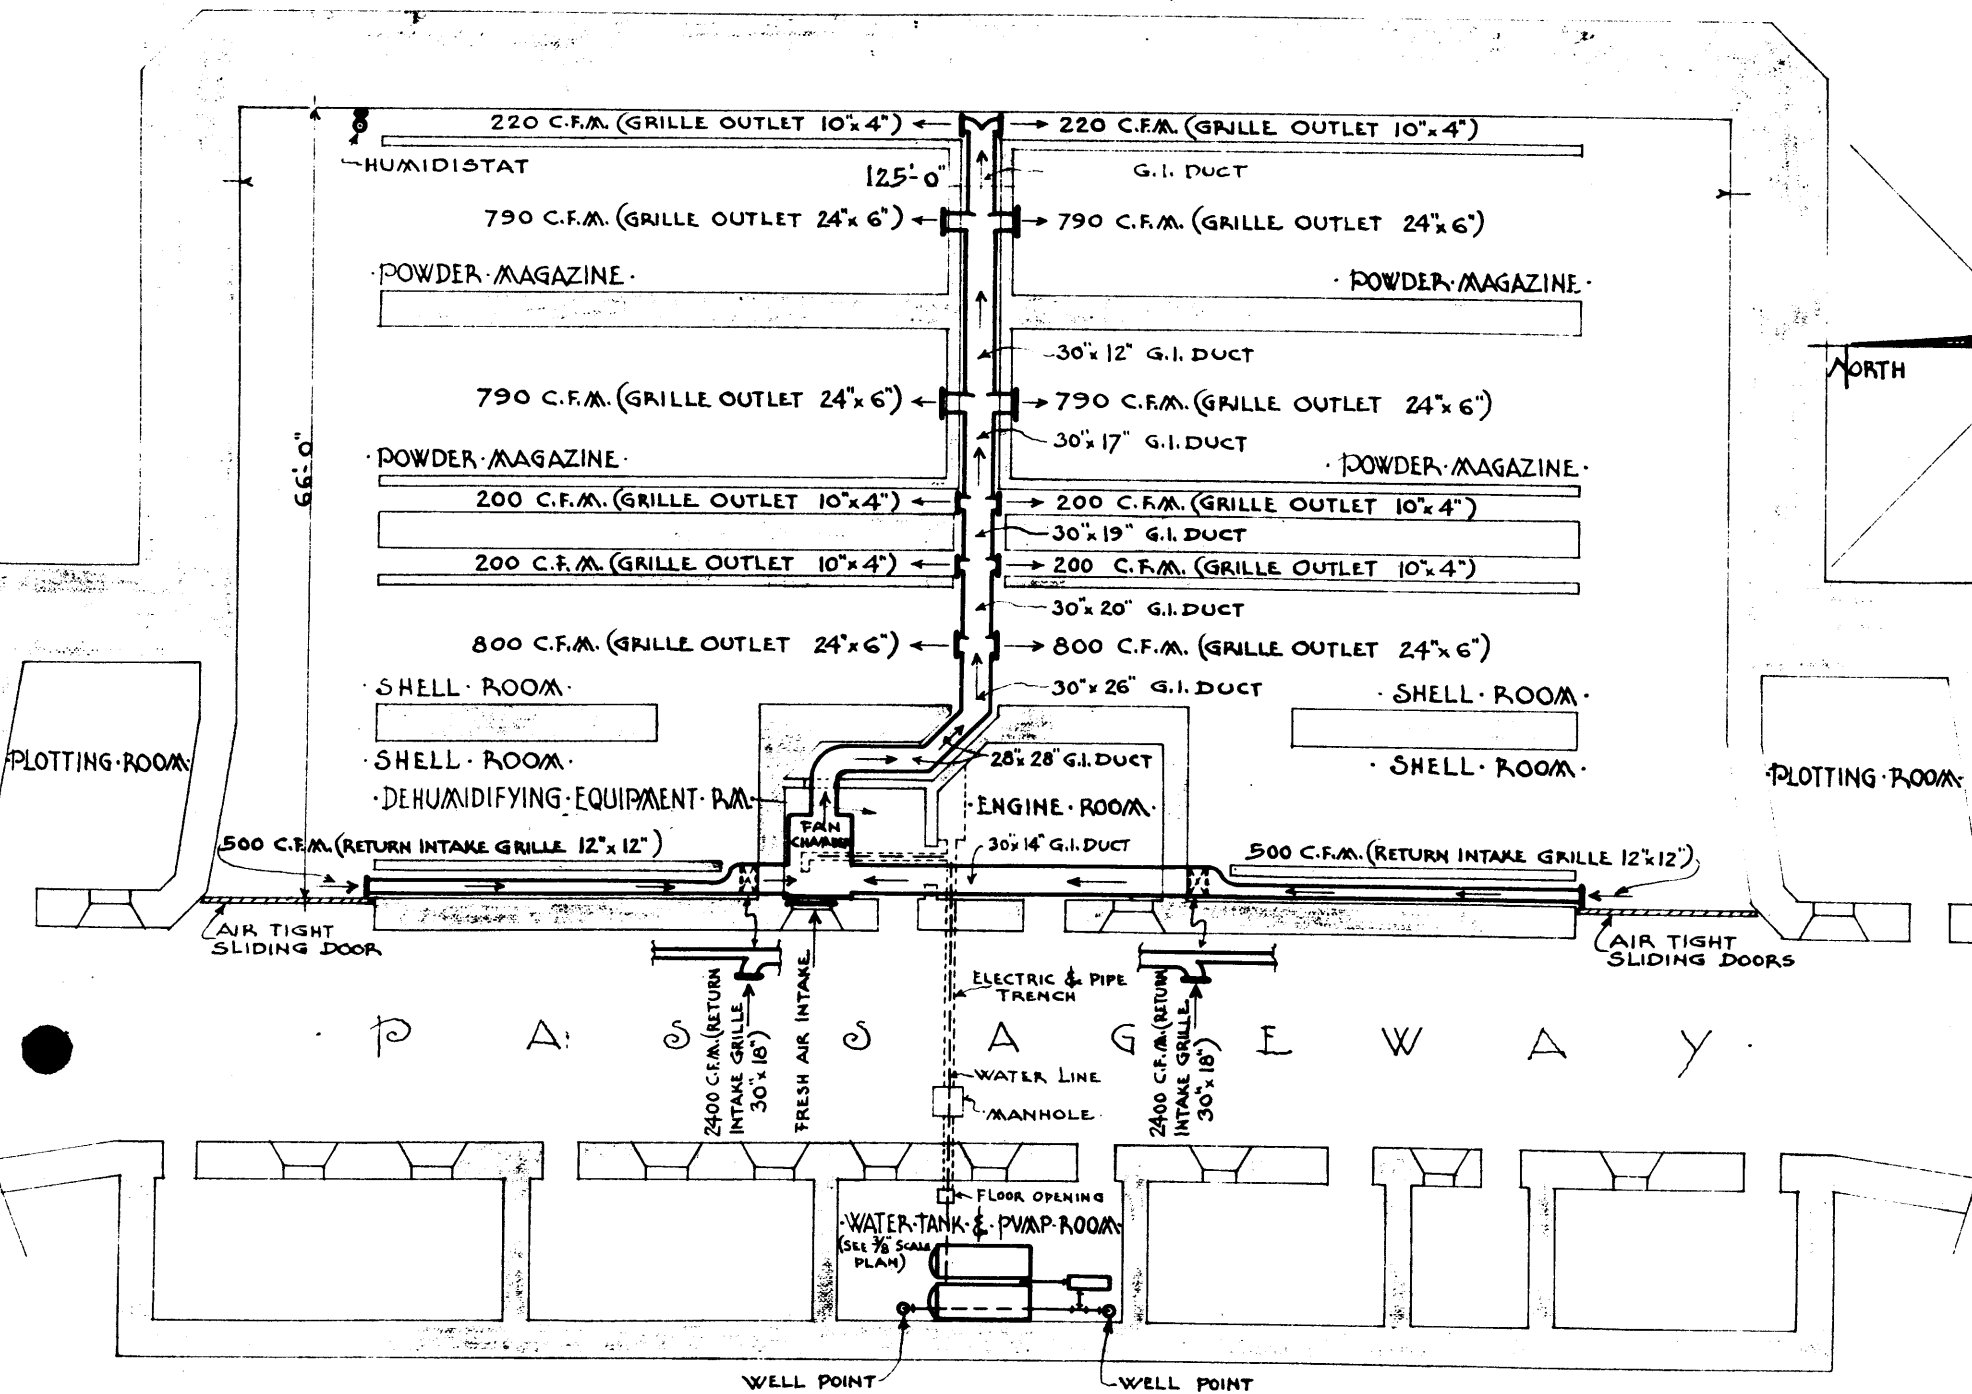 220 C.F.M. (GRILLE OUTLET 10"x 4")
220 C.F.M. (GRILLE OUTLET 10"x 4")
HUMIDISTAT
125'-0"
G.I. DUCT
790 C.F.M. (GRILLE OUTLET 24"x 6")
790 C.F.M. (GRILLE OUTLET 24"x 6")
·POWDER·MAGAZINE·
·POWDER·MAGAZINE·
30"x 12" G.I. DUCT
NORTH
790 C.F.M. (GRILLE OUTLET 24"x 6")
790 C.F.M. (GRILLE OUTLET 24"x 6")
30"x 17" G.I. DUCT
66'-0"
·POWDER·MAGAZINE·
·POWDER·MAGAZINE·
200 C.F.M. (GRILLE OUTLET 10"x 4")
200 C.F.M. (GRILLE OUTLET 10"x 4")
30"x 19" G.I. DUCT
200 C.F.M. (GRILLE OUTLET 10"x 4")
200 C.F.M. (GRILLE OUTLET 10"x 4")
30"x 20" G.I. DUCT
800 C.F.M. (GRILLE OUTLET 24"x 6")
800 C.F.M. (GRILLE OUTLET 24"x 6")
·SHELL·ROOM·
30"x 26" G.I. DUCT
·SHELL·ROOM·
·PLOTTING·ROOM·
·SHELL·ROOM·
28"x 28" G.I. DUCT
·SHELL·ROOM·
·PLOTTING·ROOM·
·DEHUMIDIFYING·EQUIPMENT·RM·
·ENGINE·ROOM·
FAN
CHAMBER
500 C.F.M. (RETURN INTAKE GRILLE 12"x 12")
30"x 14" G.I. DUCT
500 C.F.M. (RETURN INTAKE GRILLE 12"x 12")
AIR TIGHT
SLIDING DOOR
AIR TIGHT
SLIDING DOORS
2400 C.F.M. (RETURN
INTAKE GRILLE
30"x 18")
FRESH AIR INTAKE
ELECTRIC & PIPE
TRENCH
2400 C.F.M. (RETURN
INTAKE GRILLE
30"x 18")
· P A S S A G E W A Y ·
WATER LINE
MANHOLE
FLOOR OPENING
·WATER·TANK·&·PUMP·ROOM·
(SEE 3/8" SCALE
PLAN)
WELL POINT
WELL POINT